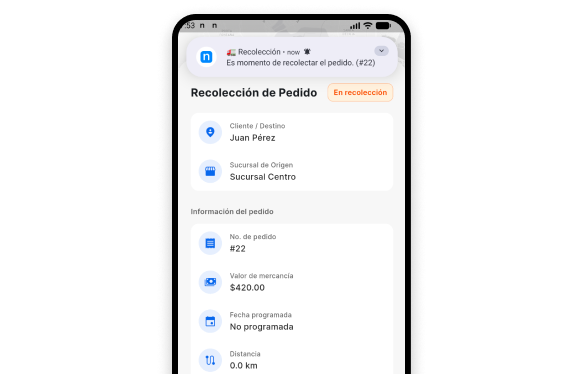 :53 n n
Recolección • now
Es momento de recolectar el pedido. (#22)
Recolección de Pedido
En recolección
Cliente / Destino
Juan Pérez
Sucursal de Origen
Sucursal Centro
Información del pedido
No. de pedido
#22
Valor de mercancía
$420.00
Fecha programada
No programada
Distancia
0.0 km